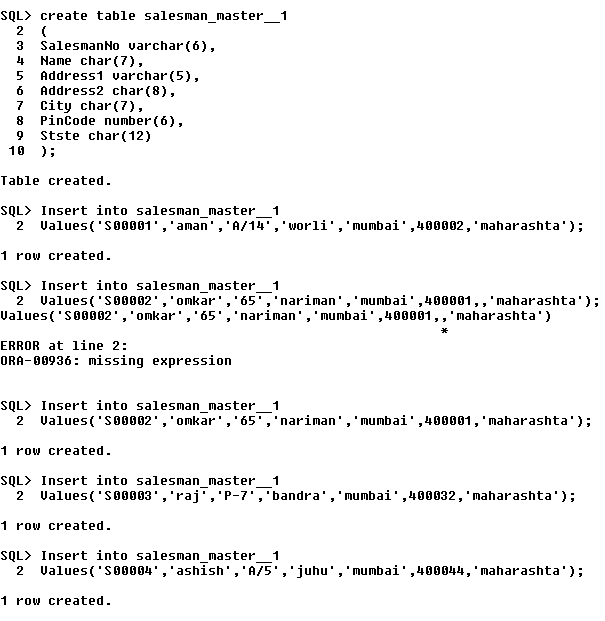 SQL> create table salesman_master__1
2 (
3 SalesmanNo varchar(6),
4 Name char(7),
5 Address1 varchar(5),
6 Address2 char(8),
7 City char(7),
8 PinCode number(6),
9 Stste char(12)
10 );
Table created.
SQL> Insert into salesman_master__1
2 Values('S00001','aman','A/14','worli','mumbai',400002,'maharashta');
1 row created.
SQL> Insert into salesman_master__1
2 Values('S00002','omkar','65','nariman','mumbai',400001,,'maharashta');
Values('S00002','omkar','65','nariman','mumbai',400001,,'maharashta')
*
ERROR at line 2:
ORA-00936: missing expression
SQL> Insert into salesman_master__1
2 Values('S00002','omkar','65','nariman','mumbai',400001,'maharashta');
1 row created.
SQL> Insert into salesman_master__1
2 Values('S00003','raj','P-7','bandra','mumbai',400032,'maharashta');
1 row created.
SQL> Insert into salesman_master__1
2 Values('S00004','ashish','A/5','juhu','mumbai',400044,'maharashta');
1 row created.